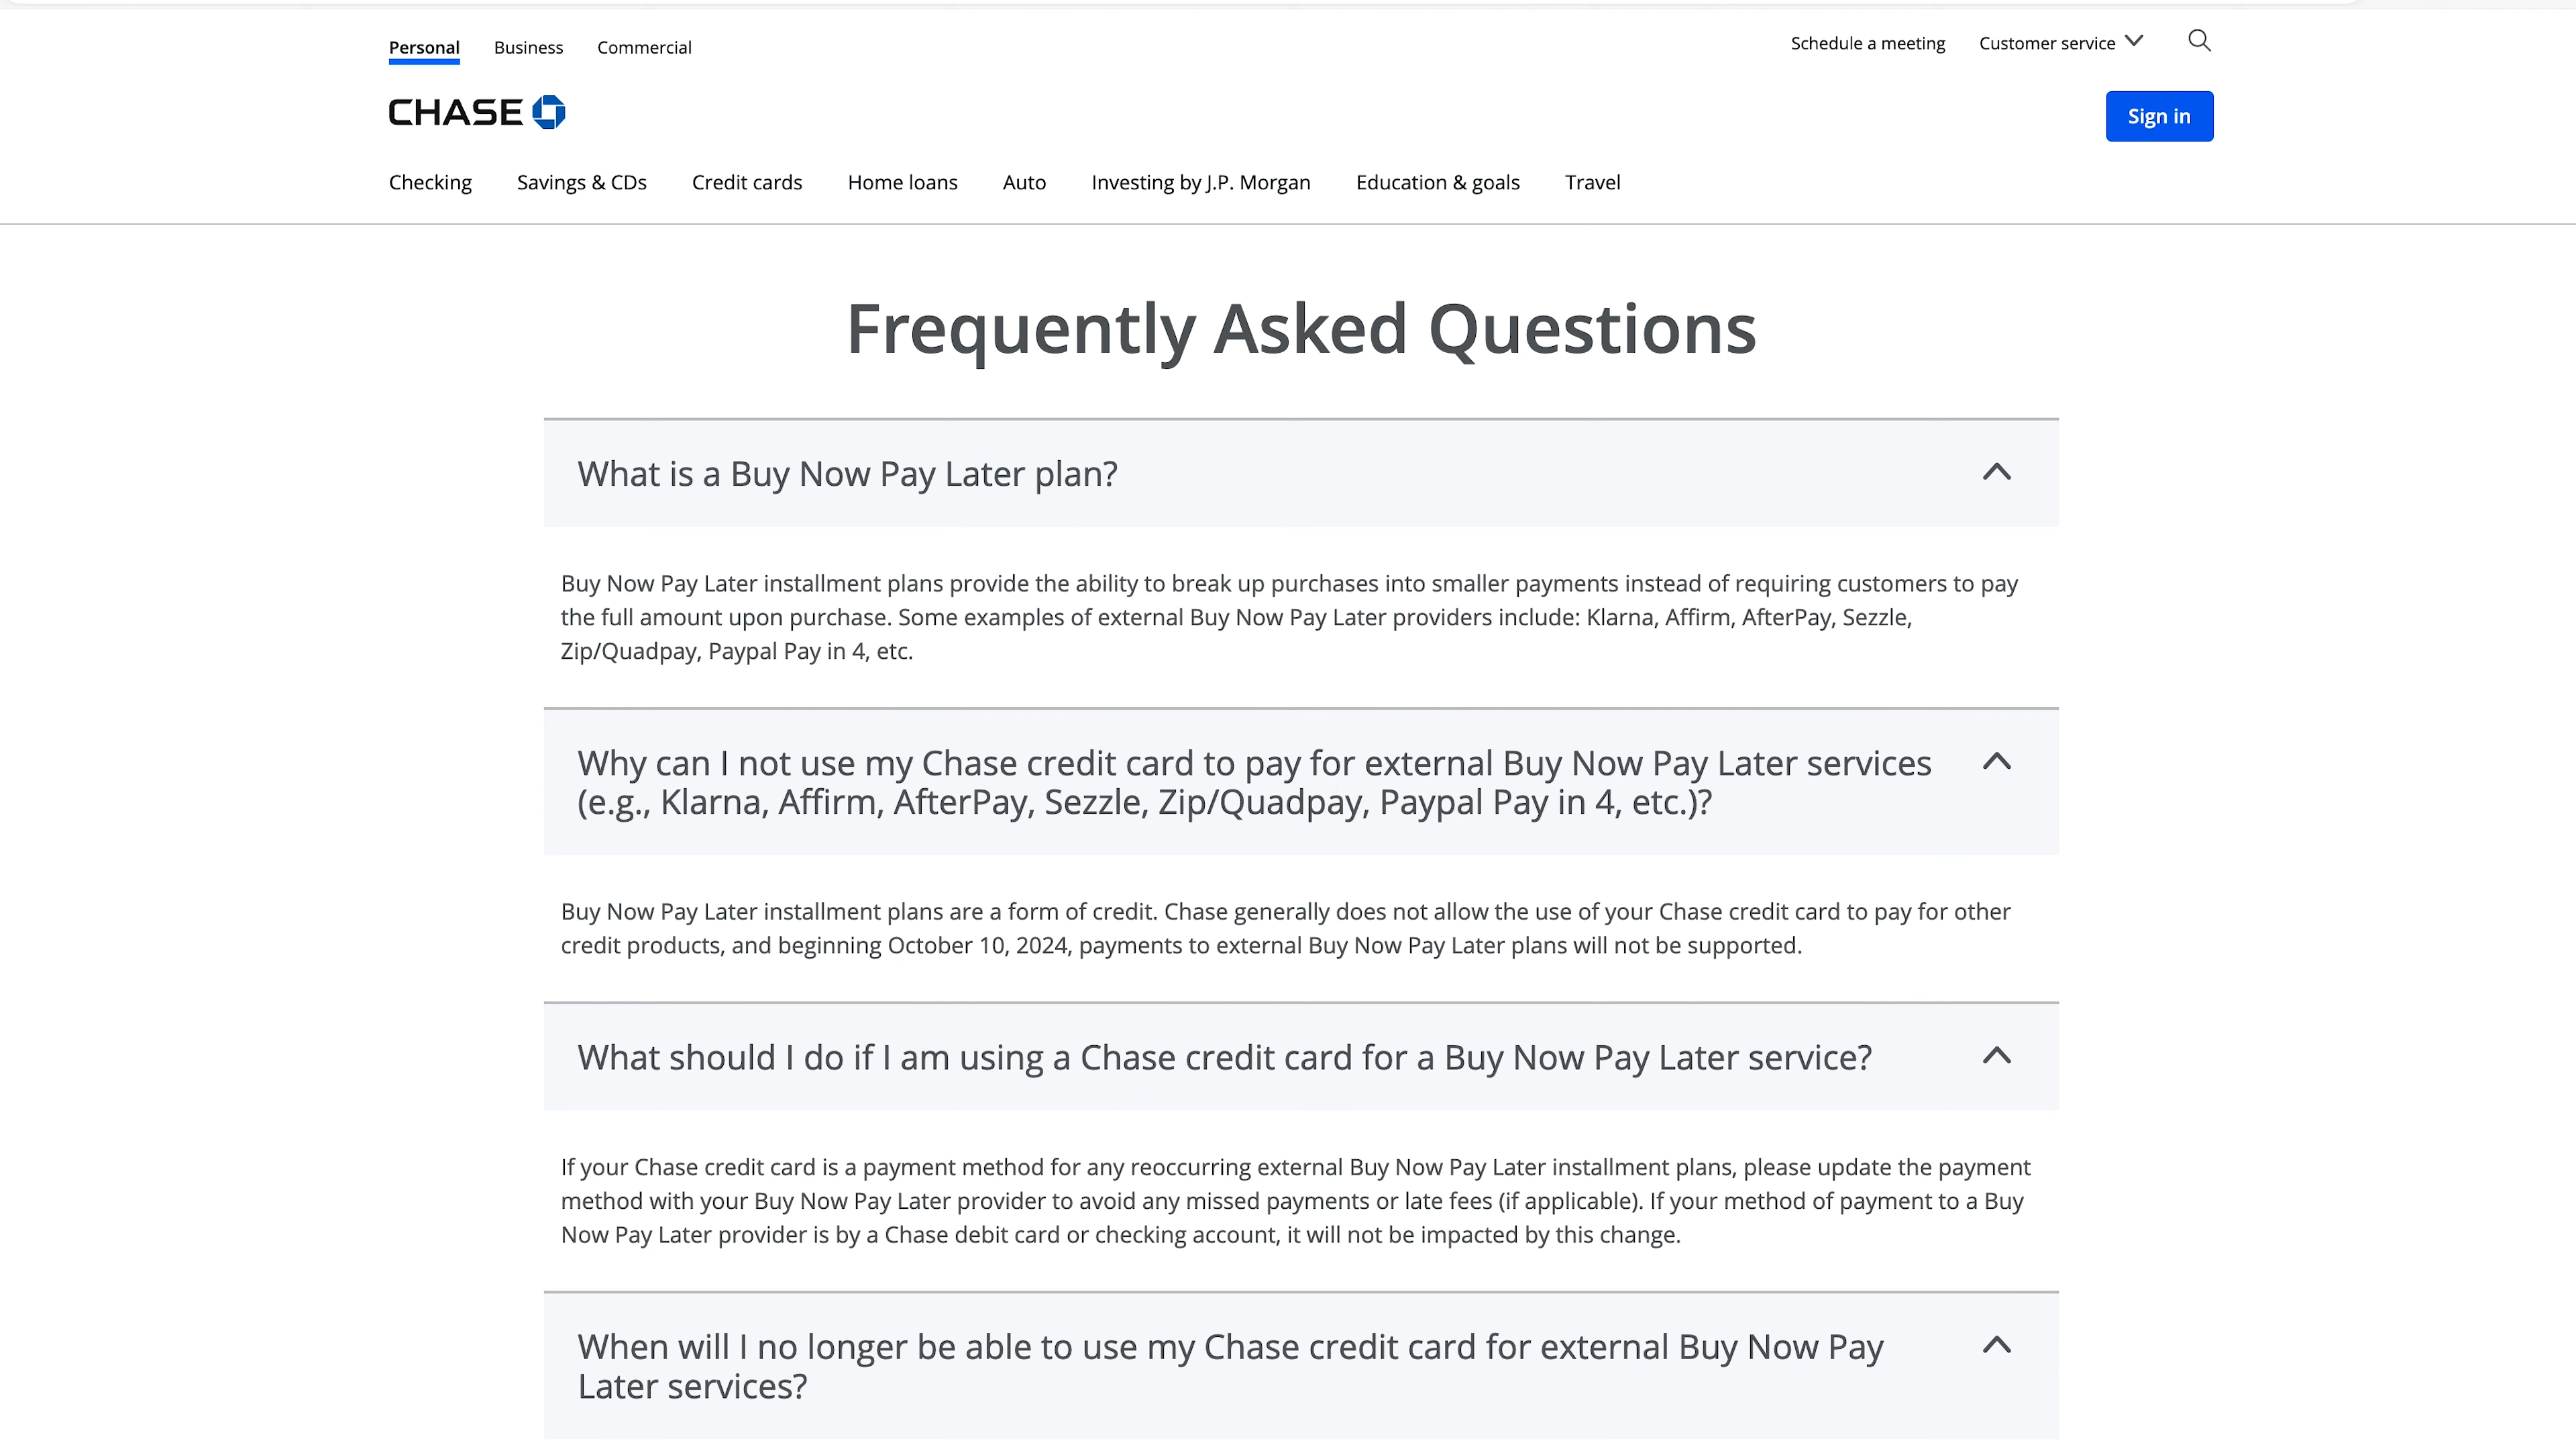 Personal Business Commercial Schedule a meeting Customer service
CHASE Sign in
Checking Savings & CDs Credit cards Home loans Auto Investing by J.P. Morgan Education & goals Travel
Frequently Asked Questions
What is a Buy Now Pay Later plan?
Buy Now Pay Later installment plans provide the ability to break up purchases into smaller payments instead of requiring customers to pay
the full amount upon purchase. Some examples of external Buy Now Pay Later providers include: Klarna, Affirm, AfterPay, Sezzle,
Zip/Quadpay, Paypal Pay in 4, etc.
Why can I not use my Chase credit card to pay for external Buy Now Pay Later services
(e.g., Klarna, Affirm, AfterPay, Sezzle, Zip/Quadpay, Paypal Pay in 4, etc.)?
Buy Now Pay Later installment plans are a form of credit. Chase generally does not allow the use of your Chase credit card to pay for other
credit products, and beginning October 10, 2024, payments to external Buy Now Pay Later plans will not be supported.
What should I do if I am using a Chase credit card for a Buy Now Pay Later service?
If your Chase credit card is a payment method for any reoccurring external Buy Now Pay Later installment plans, please update the payment
method with your Buy Now Pay Later provider to avoid any missed payments or late fees (if applicable). If your method of payment to a Buy
Now Pay Later provider is by a Chase debit card or checking account, it will not be impacted by this change.
When will I no longer be able to use my Chase credit card for external Buy Now Pay
Later services?